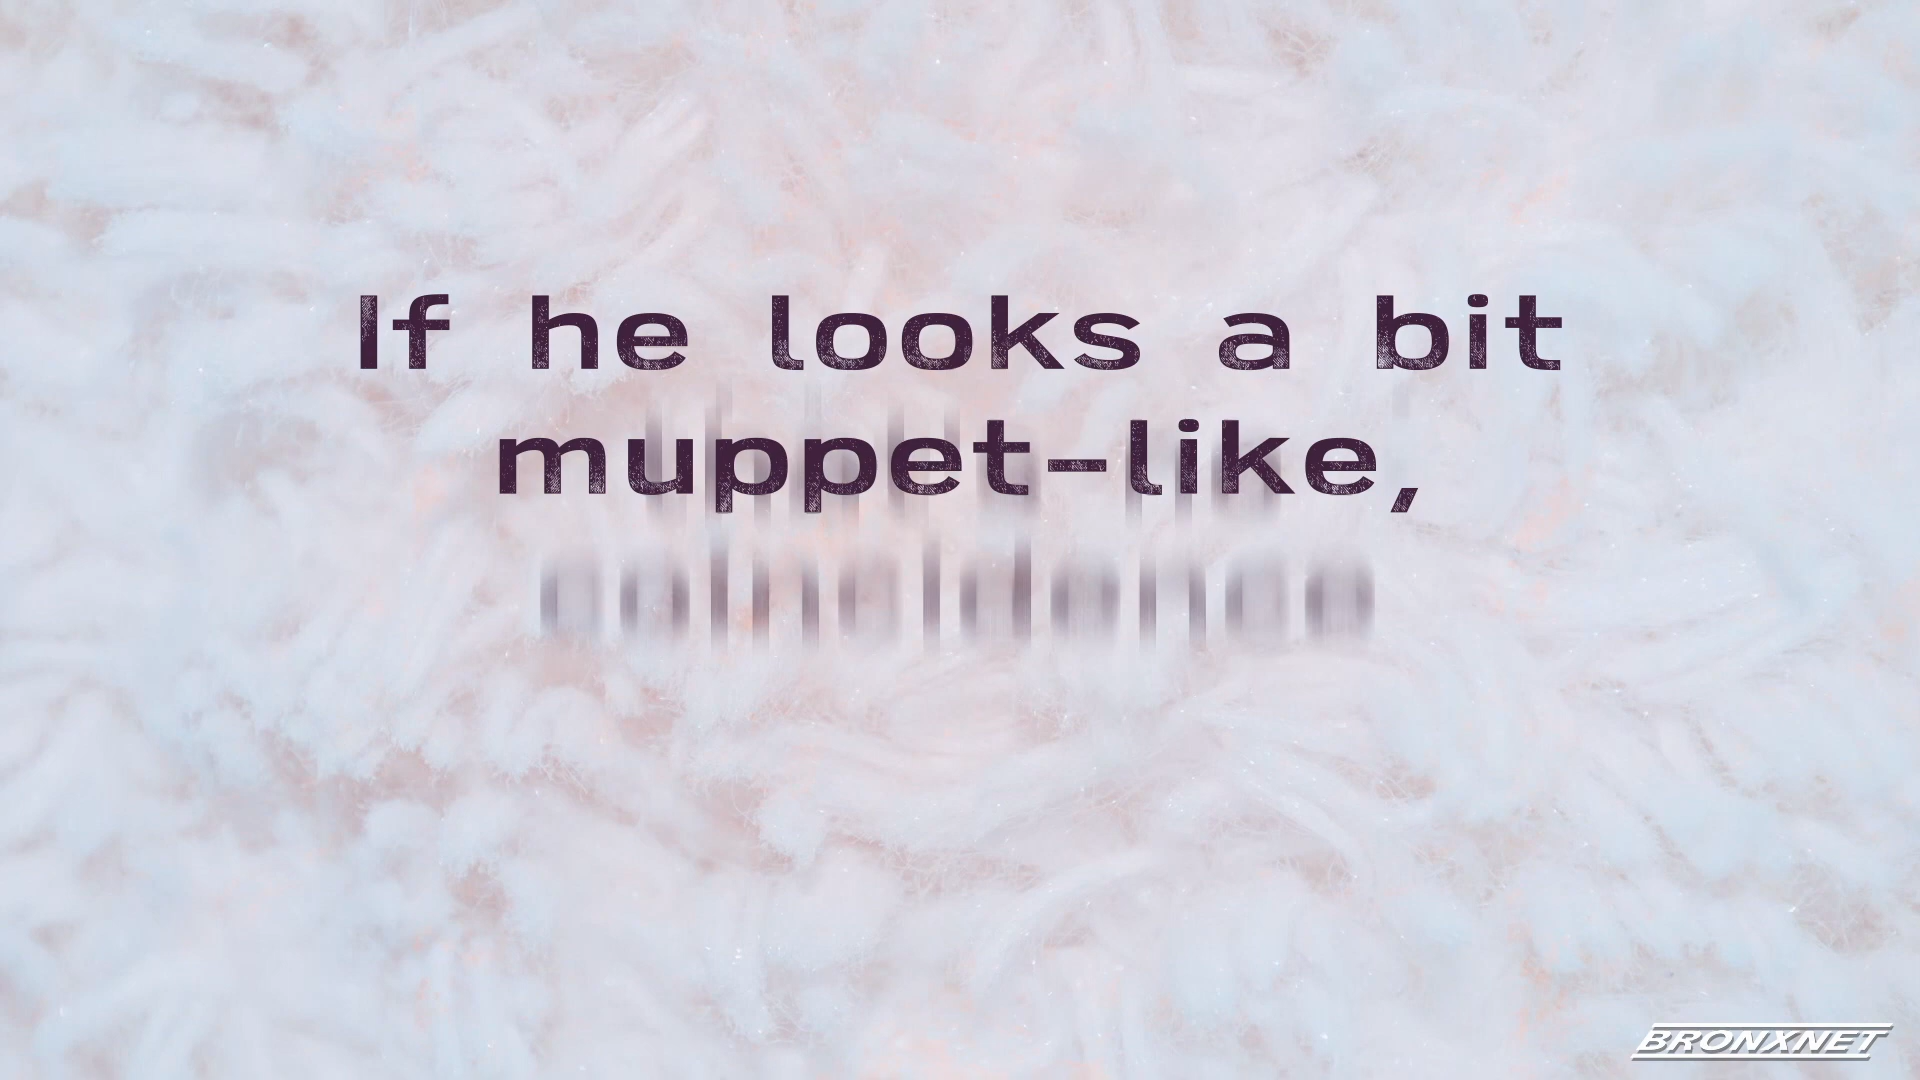 If he looks a bit
muppet-like,
BRONXNET